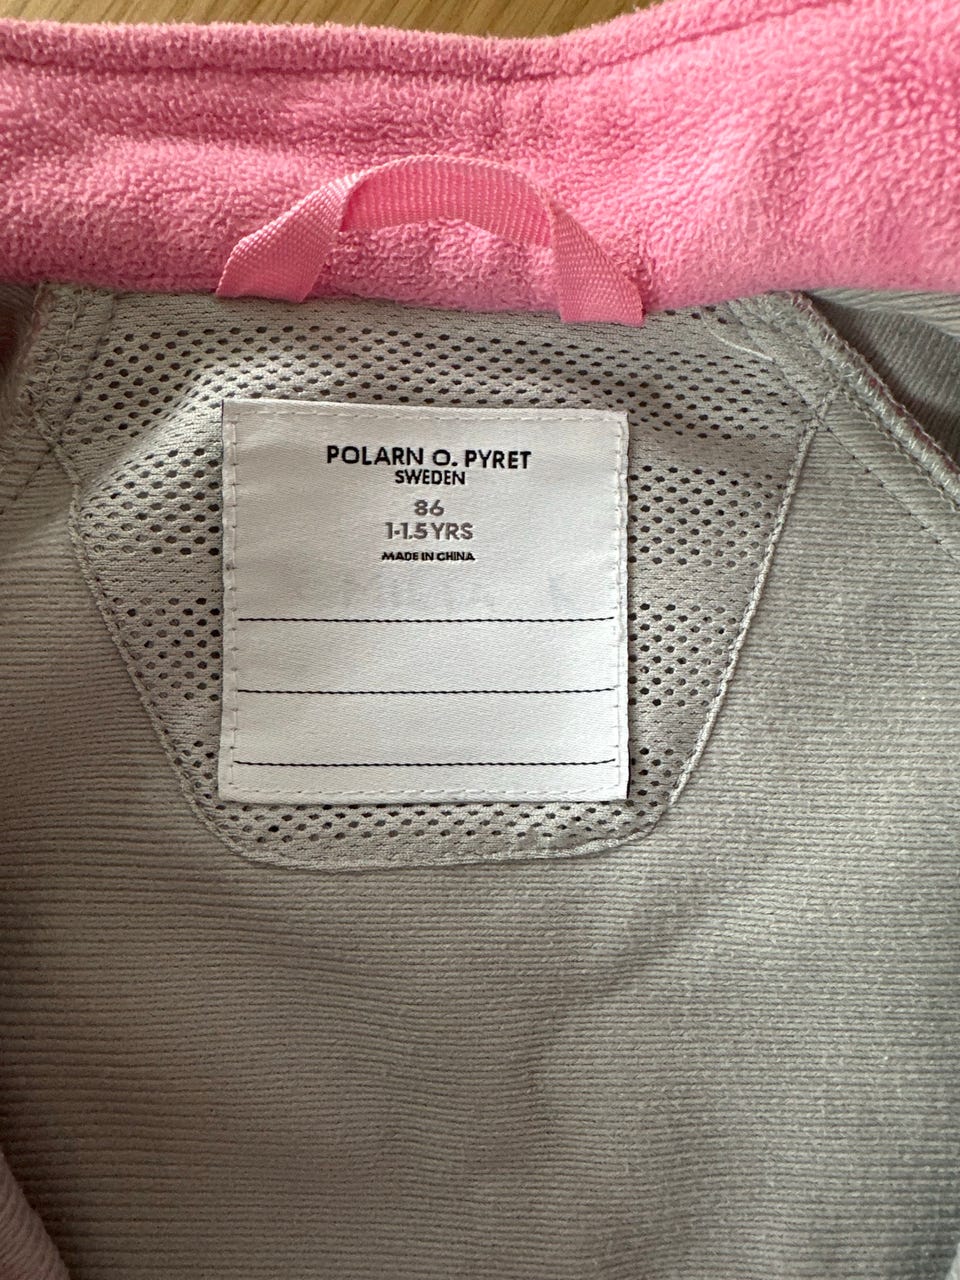 POLARN O. PYRET
SWEDEN
86
1-1.5 YRS
MADE IN CHINA